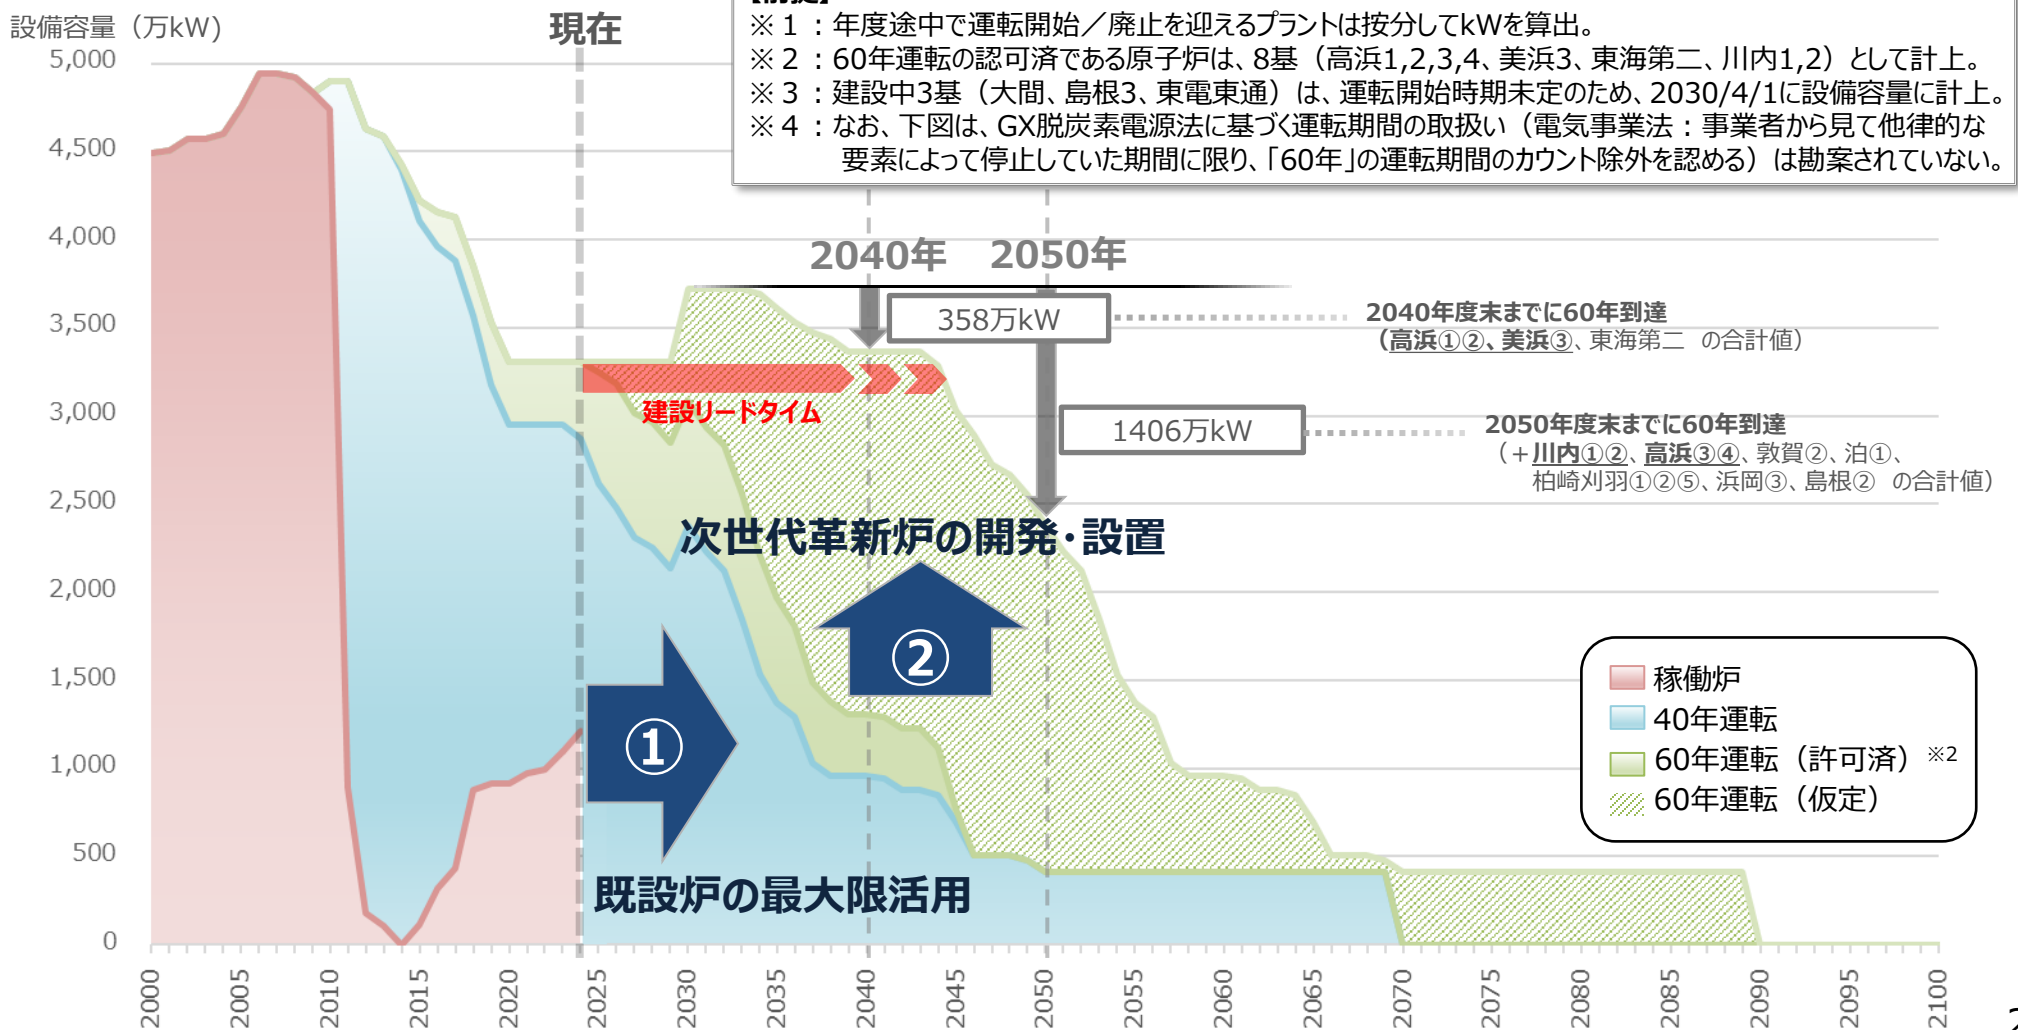 設備容量（万kW)
現在
【前提】
※１：年度途中で運転開始／廃止を迎えるプラントは按分してkWを算出。
※２：60年運転の認可済である原子炉は、8基（高浜1,2,3,4、美浜3、東海第二、川内1,2）として計上。
※３：建設中3基（大間、島根3、東電東通）は、運転開始時期未定のため、2030/4/1に設備容量に計上。
※４：なお、下図は、GX脱炭素電源法に基づく運転期間の取扱い（電気事業法：事業者から見て他律的な
要素によって停止していた期間に限り、「60年」の運転期間のカウント除外を認める）は勘案されていない。
5,000
4,500
4,000
3,500
3,000
2,500
2,000
1,500
1,000
500
0
2040年
2050年
358万kW
2040年度末までに60年到達
（高浜①②、美浜③、東海第二 の合計値）
建設リードタイム
1406万kW
2050年度末までに60年到達
（＋川内①②、高浜③④、敦賀②、泊①、
柏崎刈羽①②⑤、浜岡③、島根② の合計値）
次世代革新炉の開発・設置
②
①
既設炉の最大限活用
稼働炉
40年運転
60年運転（許可済）※2
60年運転（仮定）
2000
2005
2010
2015
2020
2025
2030
2035
2040
2045
2050
2055
2060
2065
2070
2075
2080
2085
2090
2095
2100